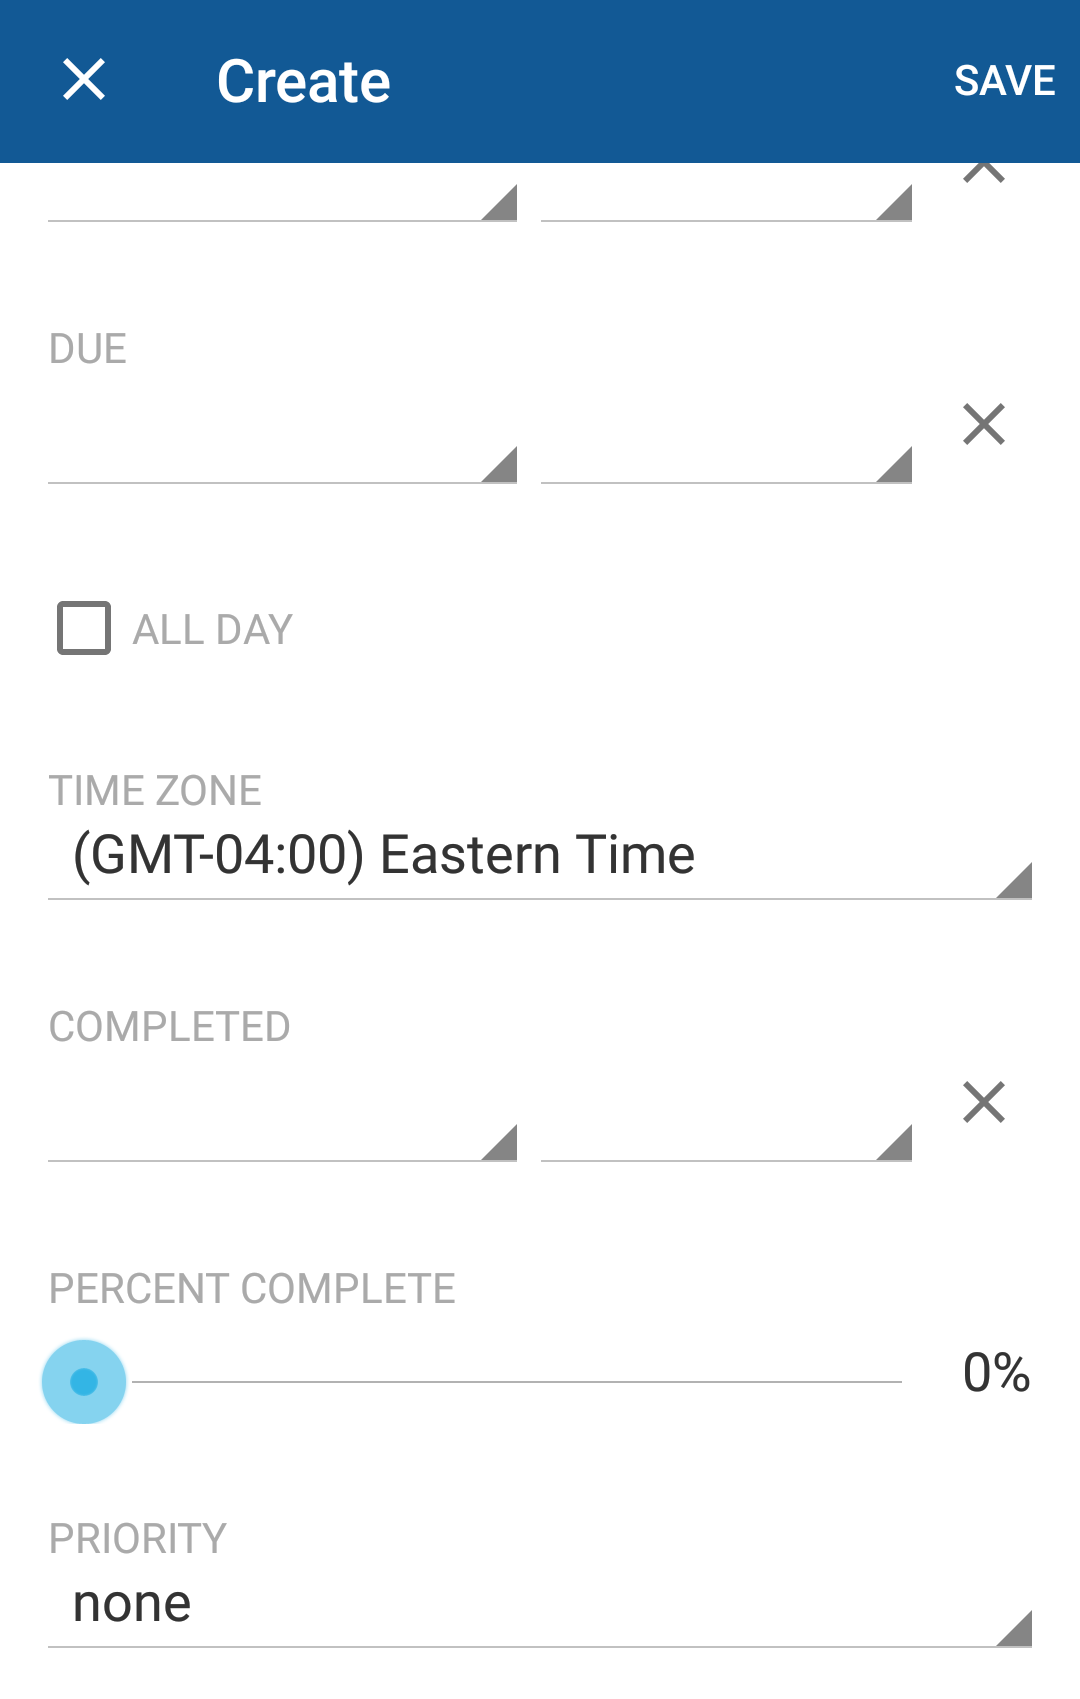 Create
SAVE
DUE
ALL DAY
TIME ZONE
(GMT-04:00) Eastern Time
COMPLETED
PERCENT COMPLETE
0%
PRIORITY
none